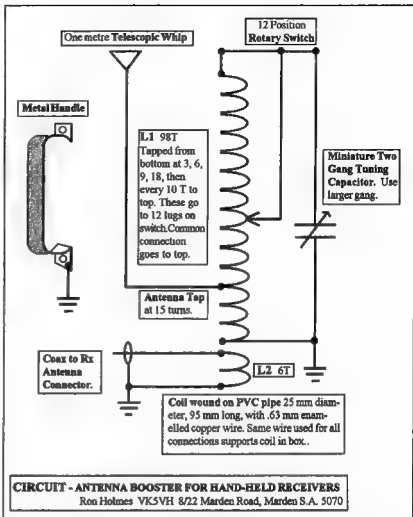 One metre Telescopic Whip
12 Position
Rotary Switch
Metal Handle
L1 98T
Tapped from
bottom at 3, 6,
9, 18, then
every 10 T to
top. These go
to 12 lugs on
switch.Common
connection
goes to top.
Miniature Two
Gang Tuning
Capacitor. Use
larger gang.
Antenna Tap
at 15 turns.
Coax to Rx
Antenna
Connector.
L2 6T
Coil wound on PVC pipe 25 mm diam-
eter, 95 mm long, with .63 mm enam-
elled copper wire. Same wire used for all
connections supports coil in box..
CIRCUIT - ANTENNA BOOSTER FOR HAND-HELD RECEIVERS
Ron Holmes VK5VH 8/22 Marden Road, Marden S.A. 5070